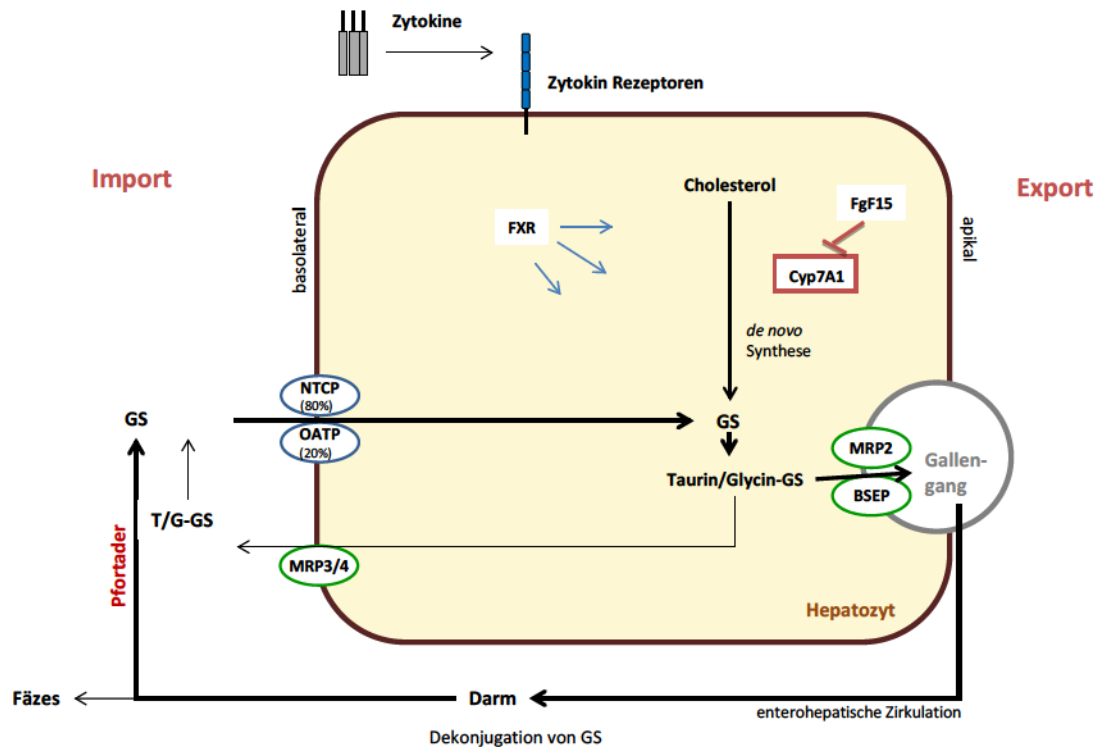 Zytokine
Zytokin Rezeptoren
Import
Export
basolateral
apikal
Cholesterol
FgF15
FXR
Cyp7A1
de novo
Synthese
NTCP
(80%)
GS
GS
OATP
(20%)
MRP2
Gallen-
gang
Taurin/Glycin-GS
BSEP
T/G-GS
MRP3/4
Pfortader
Hepatozyt
Fäzes
Darm
enterohepatische Zirkulation
Dekonjugation von GS